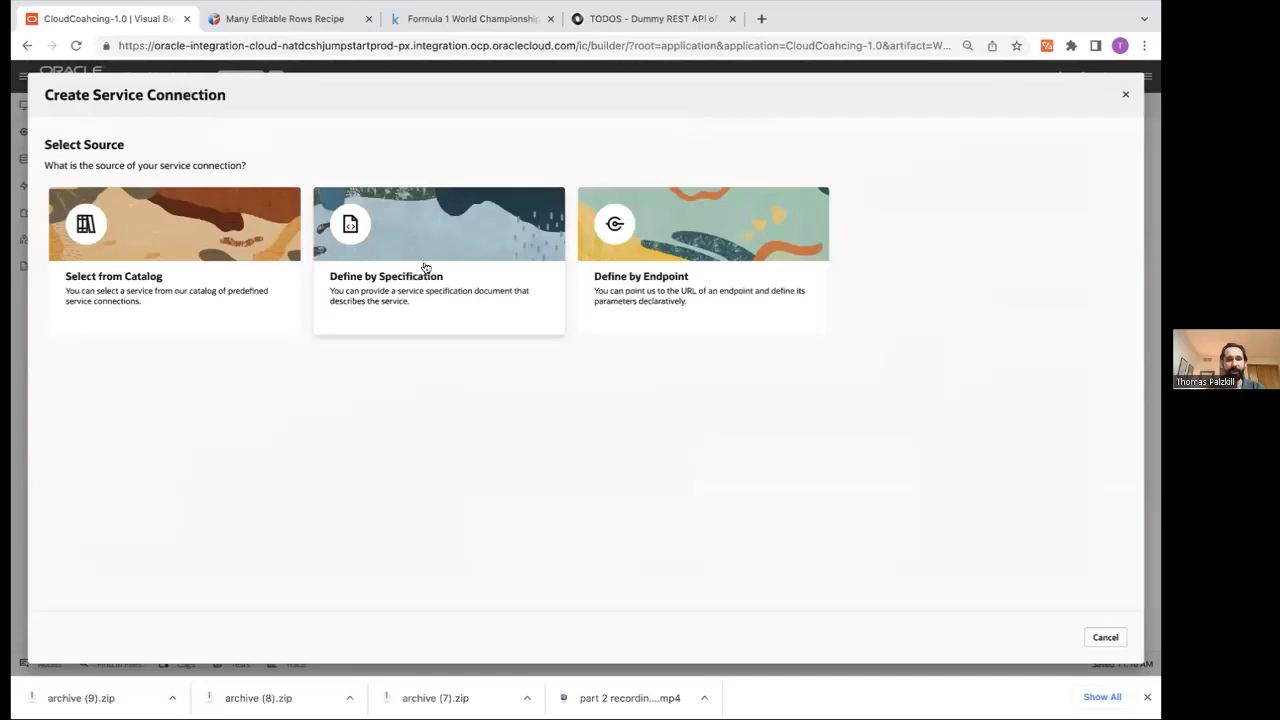 CloudCoahcing-1.0 | Visual Bu
Many Editable Rows Recipe
Formula 1 World Championship
TODOS - Dummy REST API of
https://oracle-integration-cloud-natdcshjumpstartprod-px.integration.ocp.oraclecloud.com/ic/builder/?root=application&application=CloudCoahcing-1.0&artifact=W...
T
ORACLE
Create Service Connection
Select Source
What is the source of your service connection?
Select from Catalog
You can select a service from our catalog of predefined
service connections.
Define by Specification
You can provide a service specification document that
describes the service.
Define by Endpoint
You can point us to the URL of an endpoint and define its
parameters declaratively.
Thomas Palzkill
Cancel
archive (9).zip
archive (8).zip
archive (7).zip
part 2 recordin....mp4
Show All